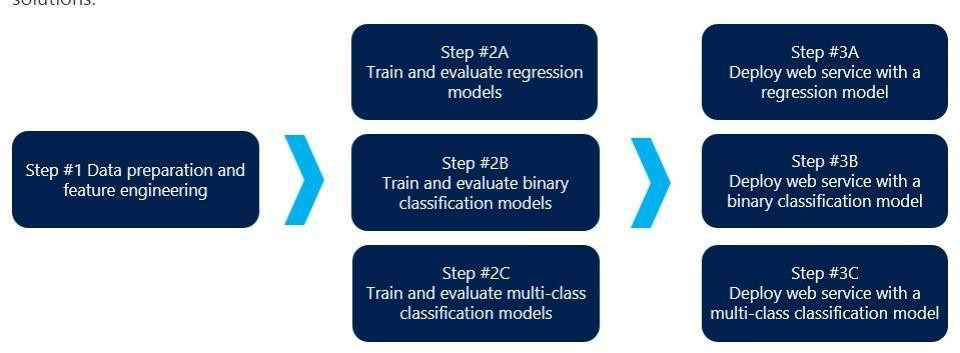 solutions.
Step #1 Data preparation and
feature engineering
Step #2A
Train and evaluate regression
models
Step #2B
Train and evaluate binary
classification models
Step #2C
Train and evaluate multi-class
classification models
Step #3A
Deploy web service with a
regression model
Step #3B
Deploy web service with a
binary classification model
Step #3C
Deploy web service with a
multi-class classification model